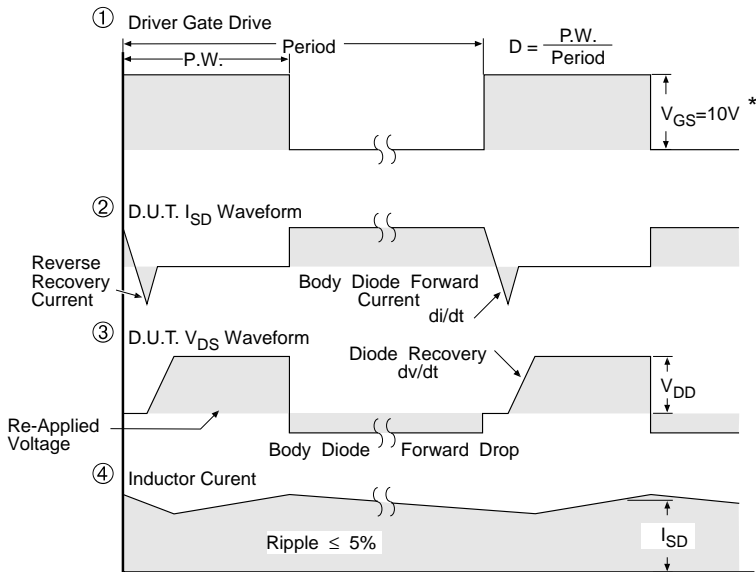 ① Driver Gate Drive
Period
P.W.
D = P.W. / Period
V_GS=10V *
② D.U.T. I_SD Waveform
Reverse
Recovery
Current
Body Diode Forward
Current
di/dt
③ D.U.T. V_DS Waveform
Diode Recovery
dv/dt
V_DD
Re-Applied
Voltage
Body Diode Forward Drop
④ Inductor Curent
Ripple ≤ 5%
I_SD